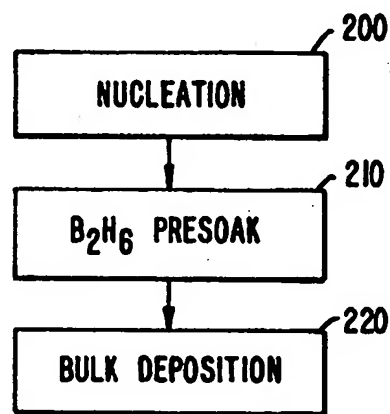 200
NUCLEATION
210
B₂H₆ PRESOAK
220
BULK DEPOSITION